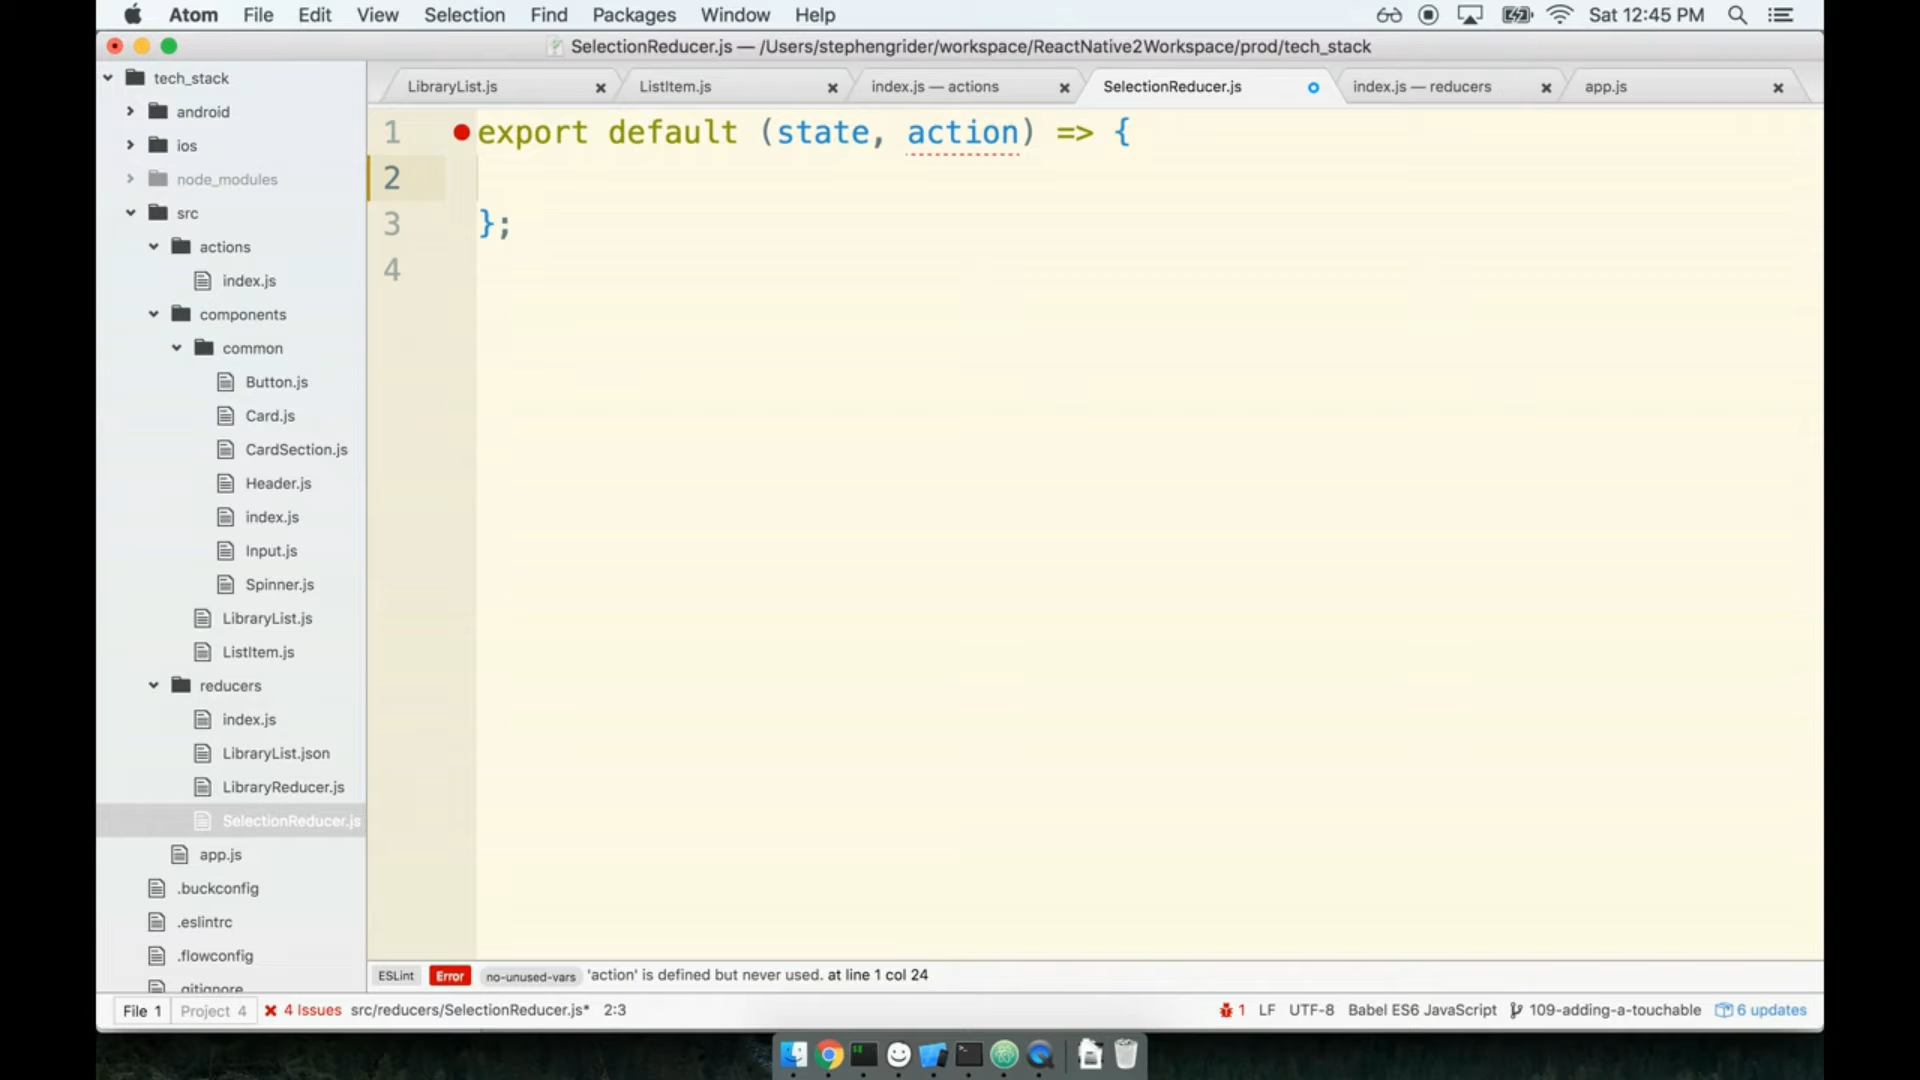 Atom File Edit View Selection Find Packages Window Help Sat 12:45 PM
SelectionReducer.js — /Users/stephengrider/workspace/ReactNative2Workspace/prod/tech_stack
LibraryList.js ListItem.js index.js — actions SelectionReducer.js index.js — reducers app.js
tech_stack
android
ios
node_modules
src
actions
index.js
components
common
Button.js
Card.js
CardSection.js
Header.js
index.js
Input.js
Spinner.js
LibraryList.js
ListItem.js
reducers
index.js
LibraryList.json
LibraryReducer.js
SelectionReducer.js
app.js
.buckconfig
.eslintrc
.flowconfig
.gitignore
1 export default (state, action) => {
2
3 };
4
ESLint Error no-unused-vars 'action' is defined but never used. at line 1 col 24
File 1 Project 4 4 Issues src/reducers/SelectionReducer.js* 2:3 1 LF UTF-8 Babel ES6 JavaScript 109-adding-a-touchable 6 updates